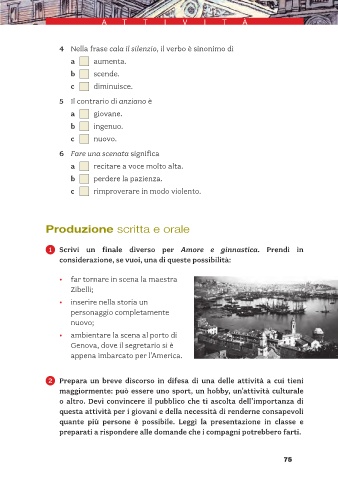 ATTIVITÀ
4 Nella frase cala il silenzio, il verbo è sinonimo di
a aumenta.
b scende.
c diminuisce.
5 Il contrario di anziano è
a giovane.
b ingenuo.
c nuovo.
6 Fare una scenata significa
a recitare a voce molto alta.
b perdere la pazienza.
c rimproverare in modo violento.
Produzione scritta e orale
1 Scrivi un finale diverso per Amore e ginnastica. Prendi in
considerazione, se vuoi, una di queste possibilità:
• far tornare in scena la maestra
Zibelli;
• inserire nella storia un
personaggio completamente
nuovo;
• ambientare la scena al porto di
Genova, dove il segretario si è
appena imbarcato per l'America.
2 Prepara un breve discorso in difesa di una delle attività a cui tieni
maggiormente: può essere uno sport, un hobby, un'attività culturale
o altro. Devi convincere il pubblico che ti ascolta dell'importanza di
questa attività per i giovani e della necessità di renderne consapevoli
quante più persone è possibile. Leggi la presentazione in classe e
preparati a rispondere alle domande che i compagni potrebbero farti.
75